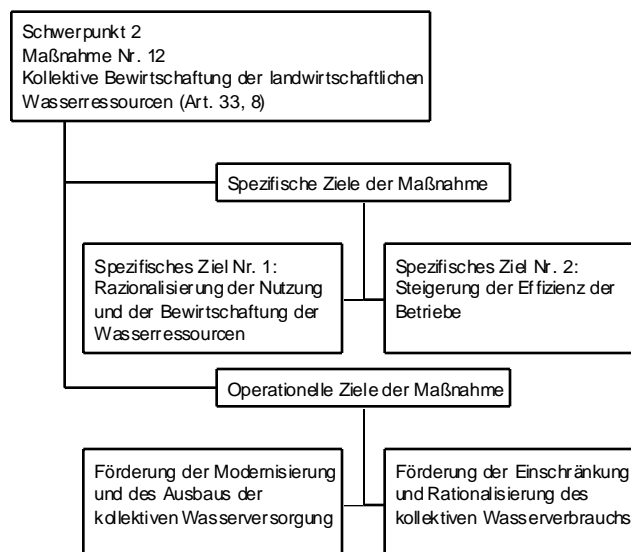 Schwerpunkt 2
Maßnahme Nr. 12
Kollektive Bewirtschaftung der landwirtschaftlichen
Wasserressourcen (Art. 33, 8)
Spezifische Ziele der Maßnahme
Spezifisches Ziel Nr. 1:
Razionalisierung der Nutzung
und der Bewirtschaftung der
Wasserressourcen
Spezifisches Ziel Nr. 2:
Steigerung der Effizienz der
Betriebe
Operationelle Ziele der Maßnahme
Förderung der Modernisierung
und des Ausbaus der
kollektiven Wasserversorgung
Förderung der Einschränkung
und Rationalisierung des
kollektiven Wasserverbrauchs